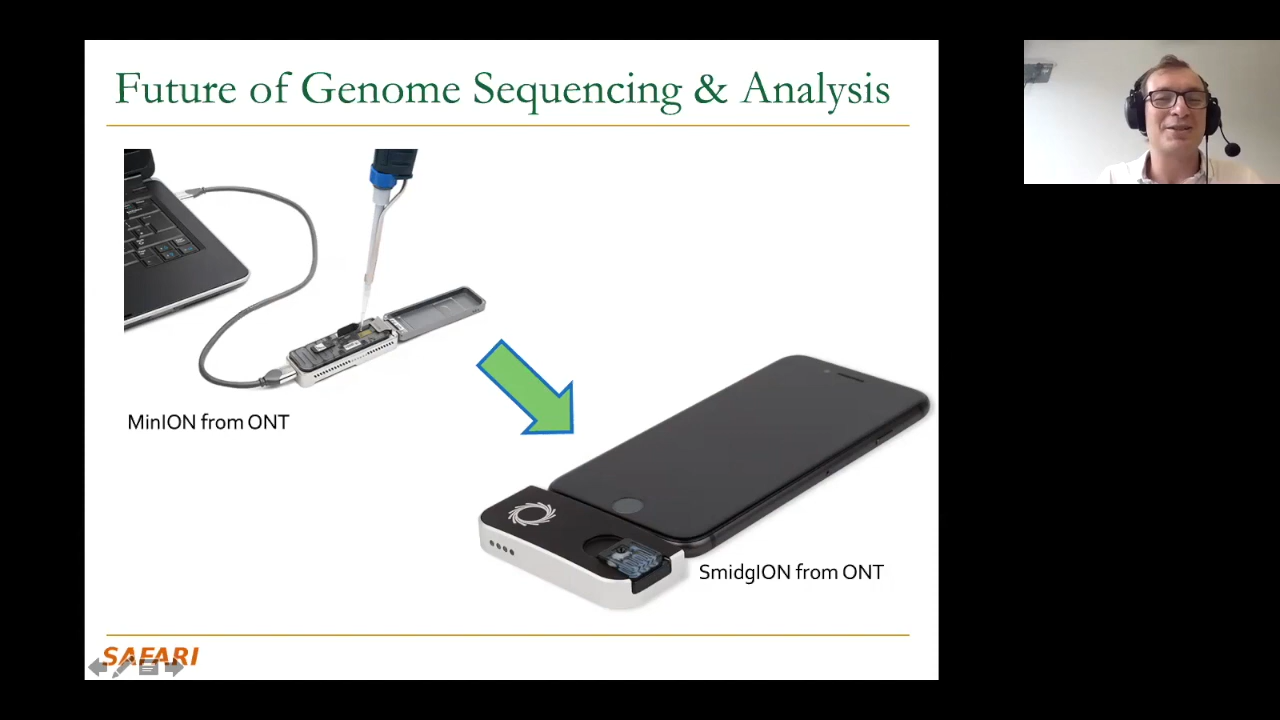 Future of Genome Sequencing & Analysis
MinION from ONT
SmidgION from ONT
SAFARI